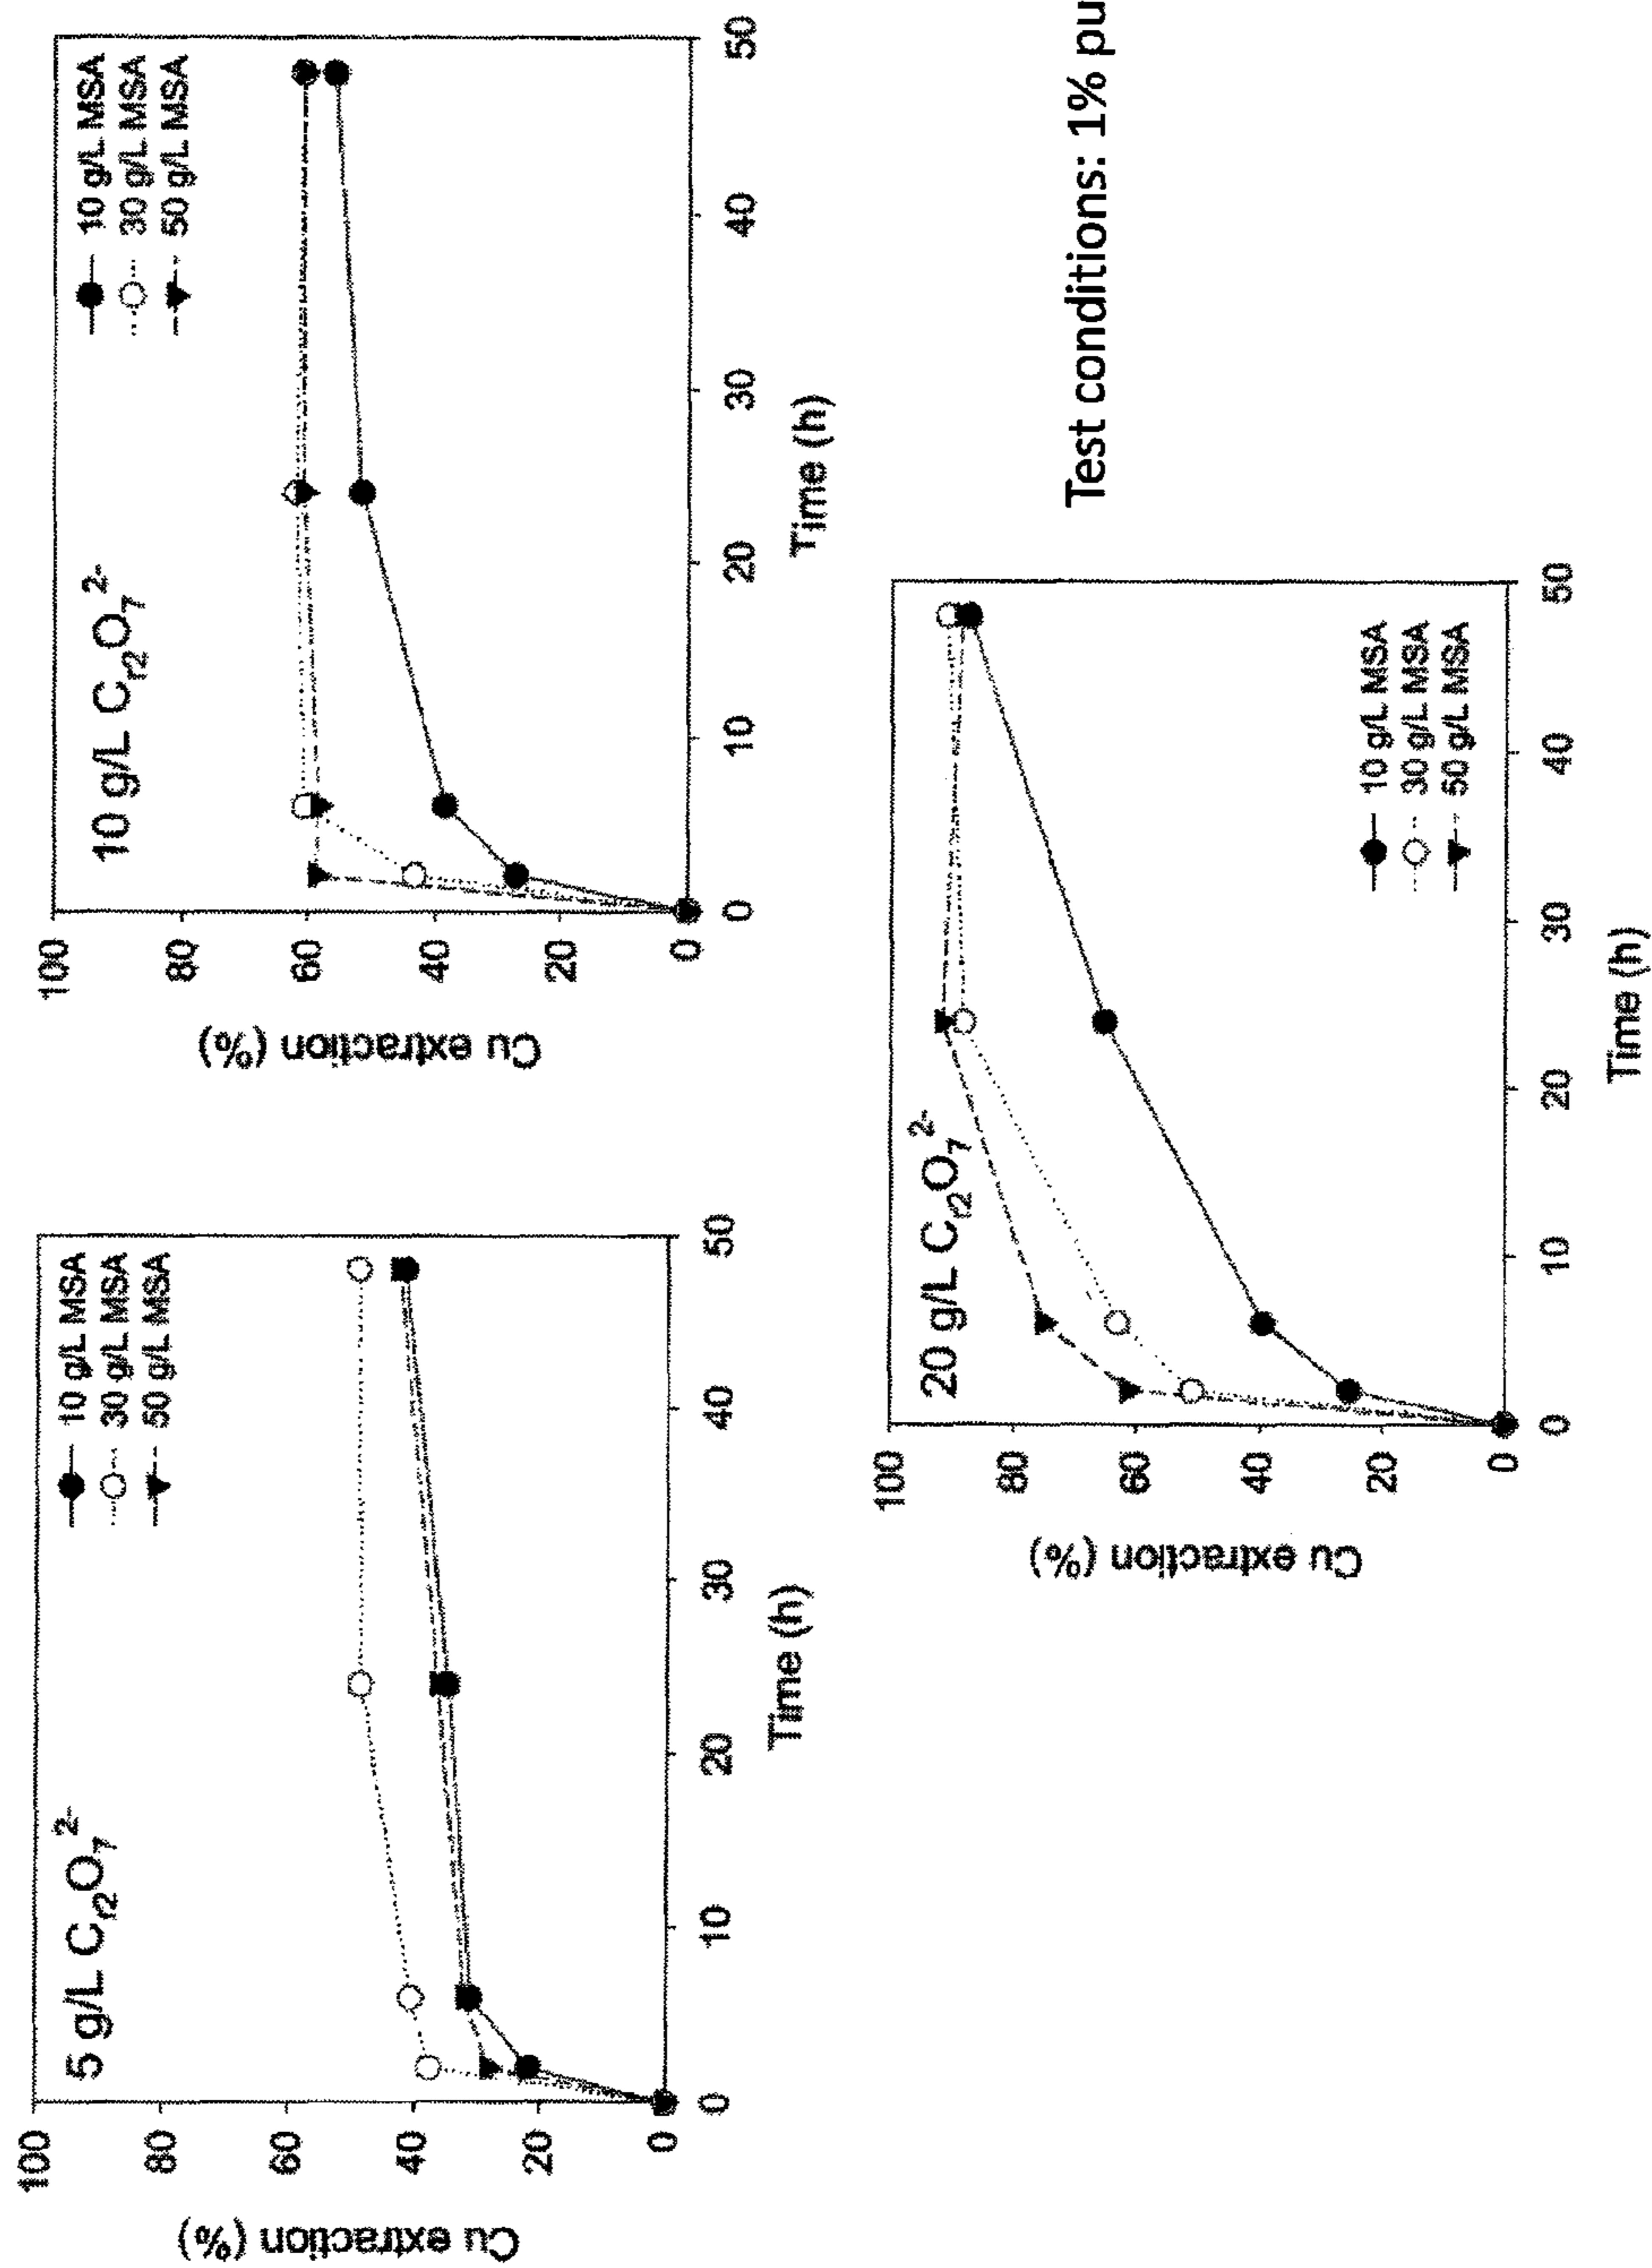 5 g/L Cr2O7 2-
10 g/L MSA
30 g/L MSA
50 g/L MSA
Cu extraction (%)
100
80
60
40
20
0
0 10 20 30 40 50
Time (h)
10 g/L Cr2O7 2-
10 g/L MSA
30 g/L MSA
50 g/L MSA
Cu extraction (%)
100
80
60
40
20
0
0 10 20 30 40 50
Time (h)
20 g/L Cr2O7 2-
10 g/L MSA
30 g/L MSA
50 g/L MSA
Cu extraction (%)
100
80
60
40
20
0
0 10 20 30 40 50
Time (h)
Test conditions: 1% pu